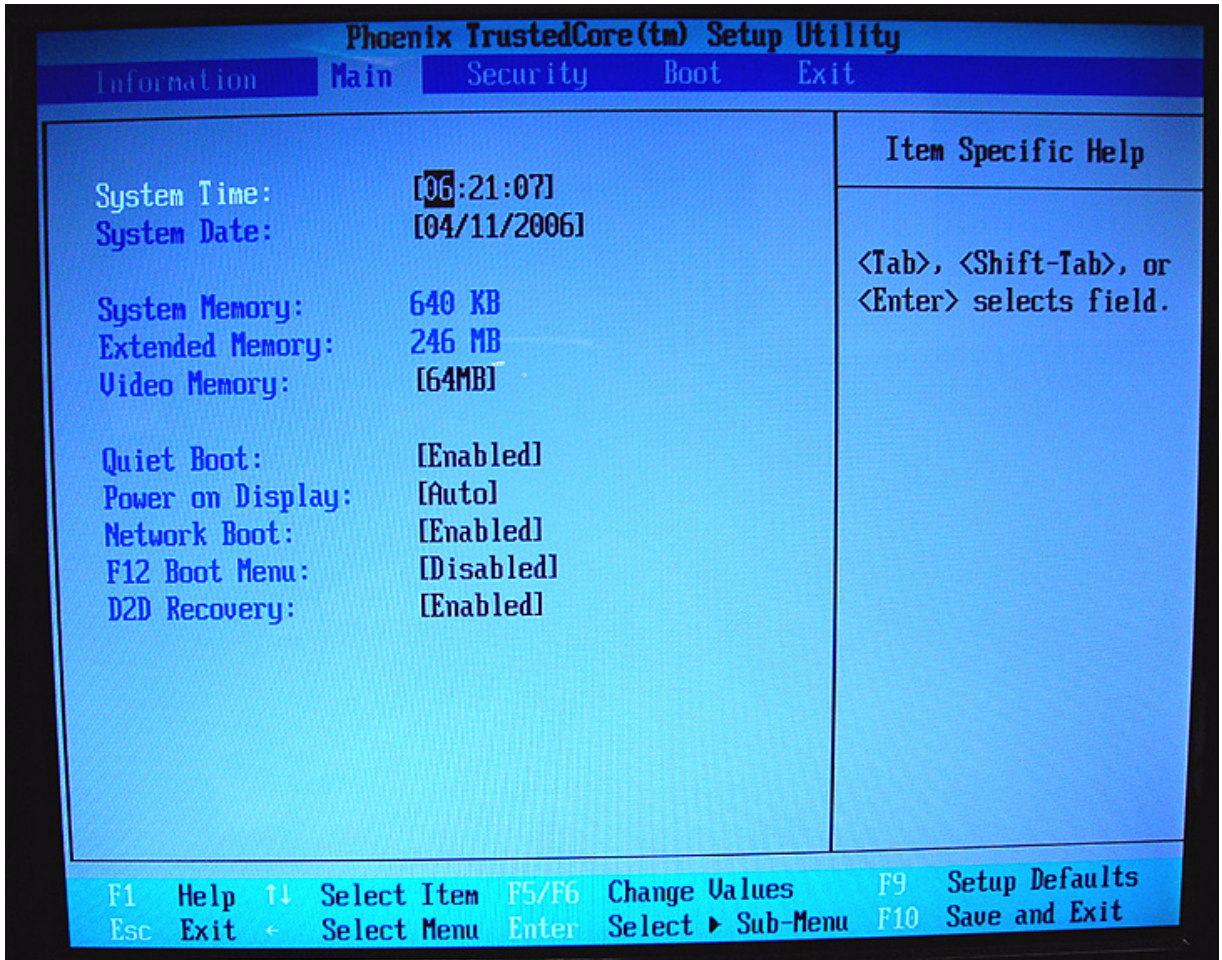 Phoenix TrustedCore(tm) Setup Utility
Information Main Security Boot Exit
Item Specific Help
System Time: [06:21:07]
System Date: [04/11/2006]
<Tab>, <Shift-Tab>, or
<Enter> selects field.
System Memory: 640 KB
Extended Memory: 246 MB
Video Memory: [64MB]
Quiet Boot: [Enabled]
Power on Display: [Auto]
Network Boot: [Enabled]
F12 Boot Menu: [Disabled]
D2D Recovery: [Enabled]
F1 Help ↑↓ Select Item F5/F6 Change Values F9 Setup Defaults
Esc Exit ← Select Menu Enter Select ▶ Sub-Menu F10 Save and Exit